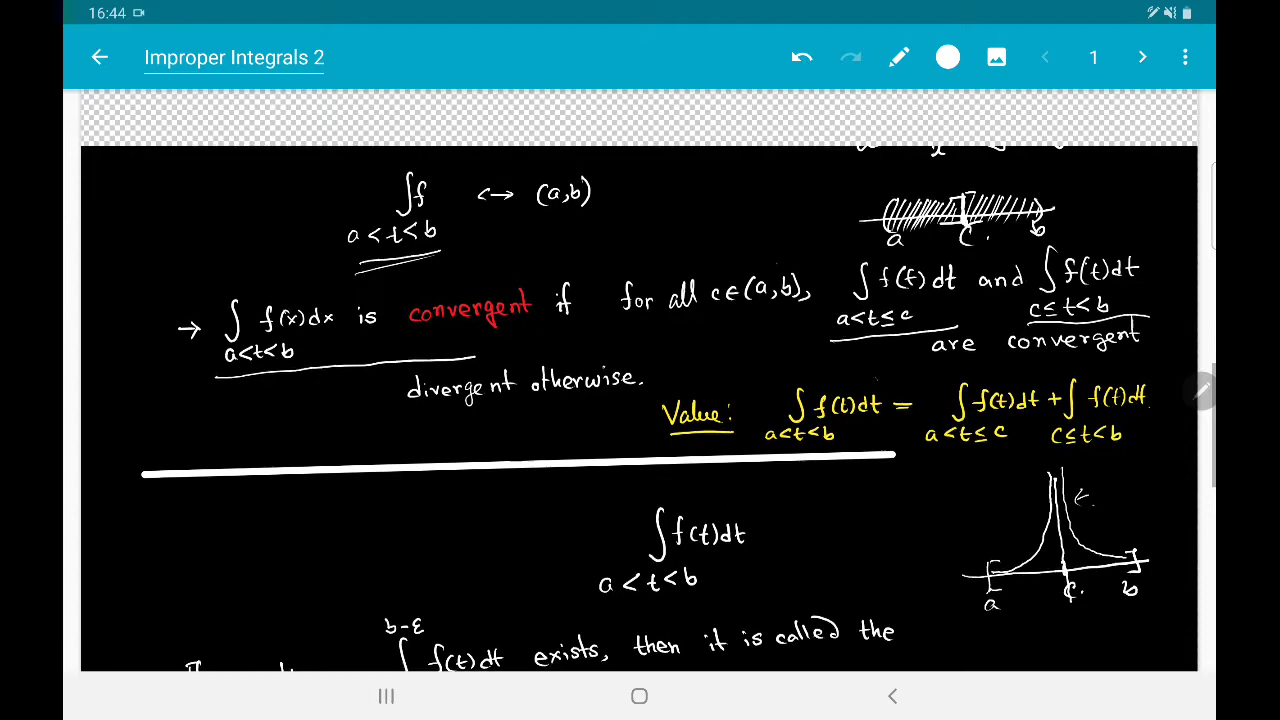 16:44
Improper Integrals 2
1
∫f a<t<b ↔ (a,b)
a c. b
→ ∫ f(x)dx a<t<b is convergent if for all c∈(a,b), ∫ f(t)dt a<t≤c and ∫ f(t)dt c≤t<b
are convergent
divergent otherwise.
Value: ∫ f(t)dt a<t<b = ∫ f(t)dt a<t≤c + ∫ f(t)dt. c≤t<b
∫ f(t)dt a<t<b
a c. b
b-ε
∫ f(t)dt exists, then it is called the